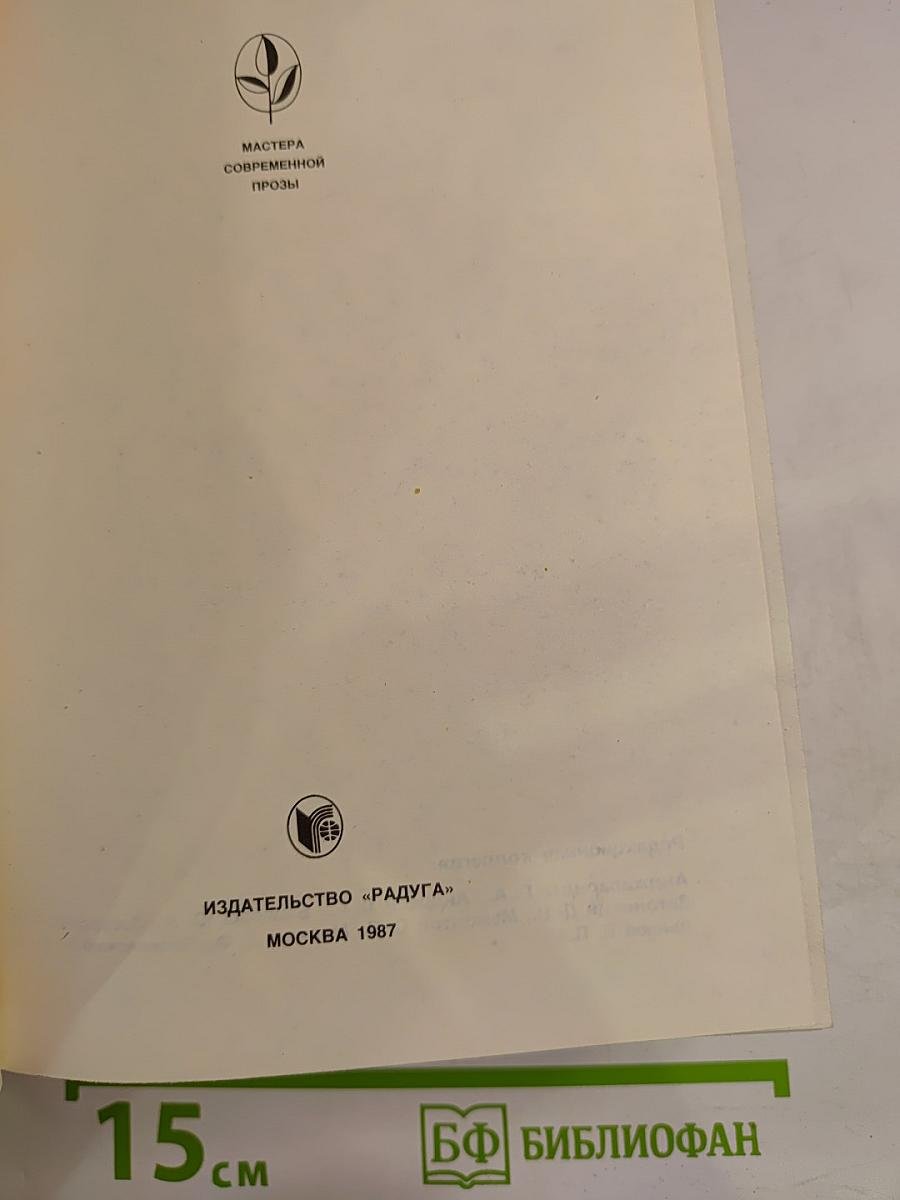 МАСТЕРА
СОВРЕМЕННОЙ
ПРОЗЫ
ИЗДАТЕЛЬСТВО «РАДУГА»
МОСКВА 1987
15 см
БФ БИБЛИОФАН